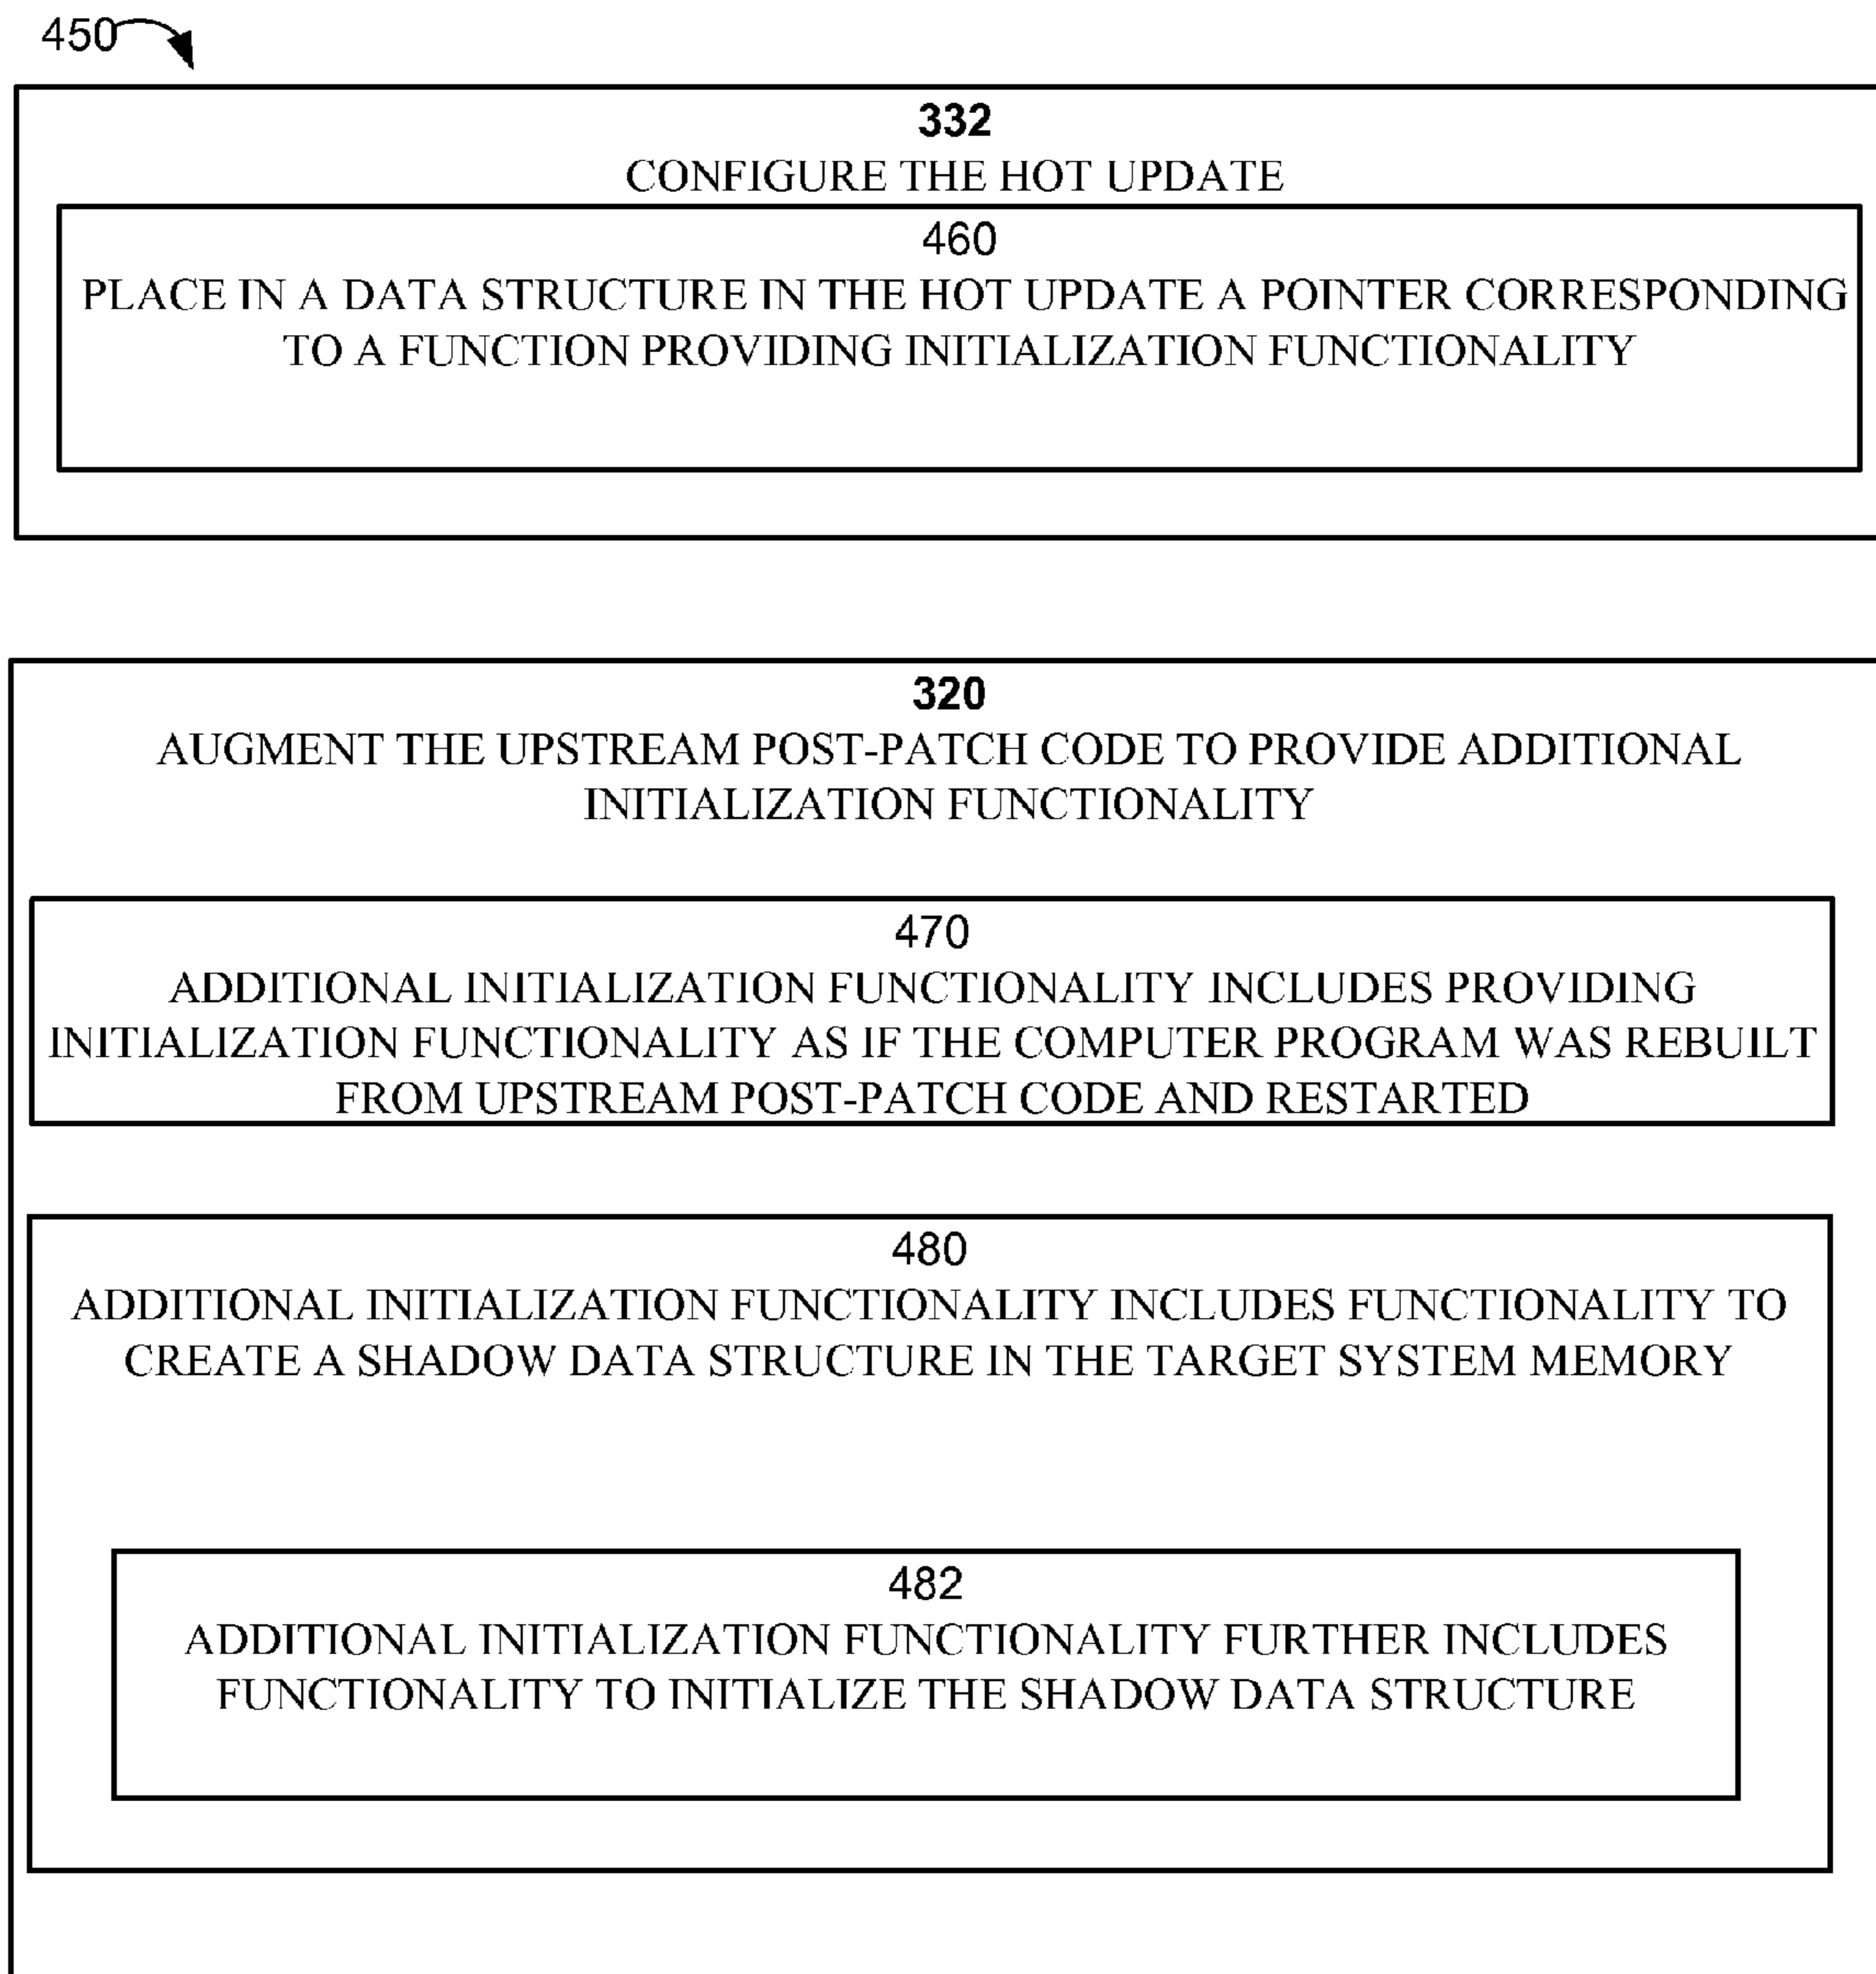 450
332
CONFIGURE THE HOT UPDATE
460
PLACE IN A DATA STRUCTURE IN THE HOT UPDATE A POINTER CORRESPONDING
TO A FUNCTION PROVIDING INITIALIZATION FUNCTIONALITY
320
AUGMENT THE UPSTREAM POST-PATCH CODE TO PROVIDE ADDITIONAL
INITIALIZATION FUNCTIONALITY
470
ADDITIONAL INITIALIZATION FUNCTIONALITY INCLUDES PROVIDING
INITIALIZATION FUNCTIONALITY AS IF THE COMPUTER PROGRAM WAS REBUILT
FROM UPSTREAM POST-PATCH CODE AND RESTARTED
480
ADDITIONAL INITIALIZATION FUNCTIONALITY INCLUDES FUNCTIONALITY TO
CREATE A SHADOW DATA STRUCTURE IN THE TARGET SYSTEM MEMORY
482
ADDITIONAL INITIALIZATION FUNCTIONALITY FURTHER INCLUDES
FUNCTIONALITY TO INITIALIZE THE SHADOW DATA STRUCTURE